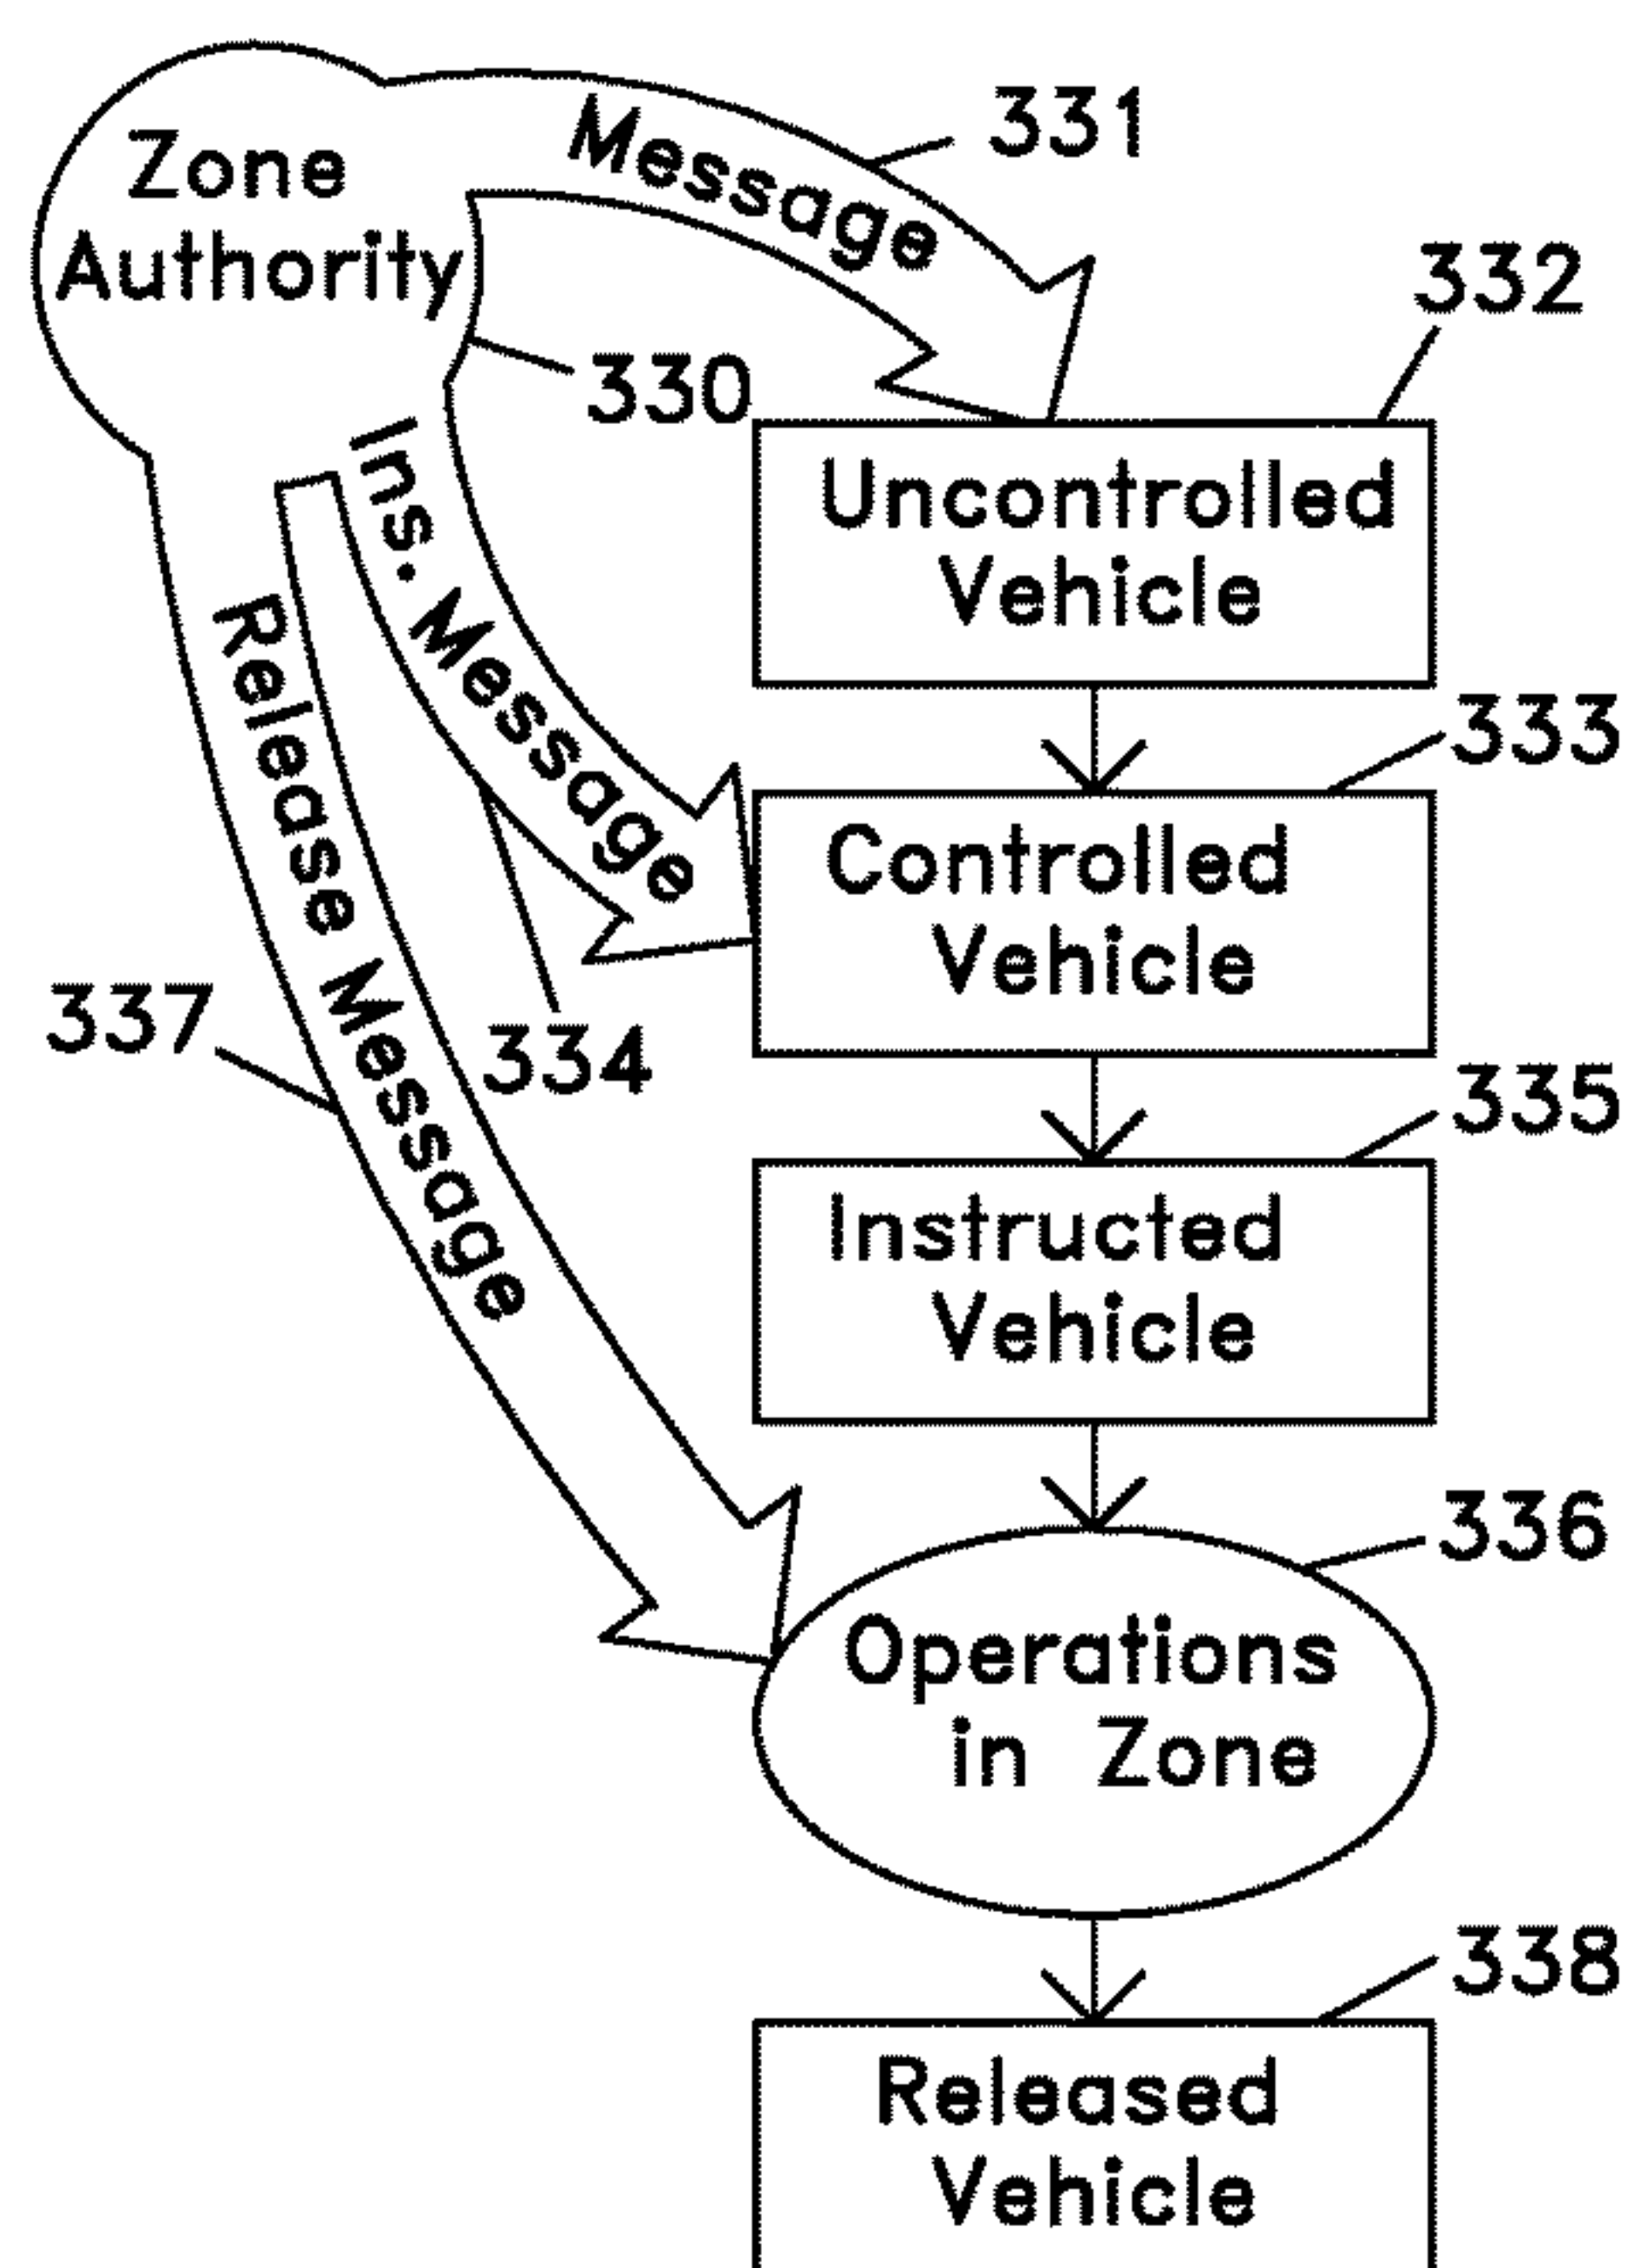 Zone
Authority
Message
331
332
330
Uncontrolled
Vehicle
Ins. Message
333
Controlled
Vehicle
Release Message
337
334
335
Instructed
Vehicle
336
Operations
in Zone
338
Released
Vehicle